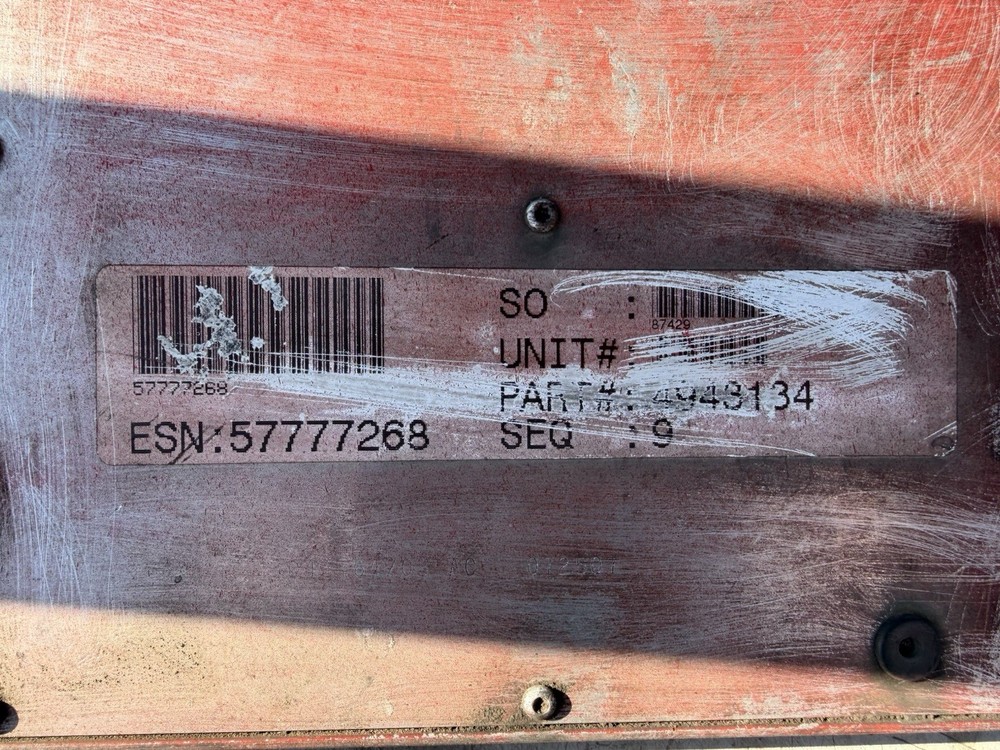 SO :
87429
UNIT#:
57777268
PART#: 4943134
ESN:57777268
SEQ :9